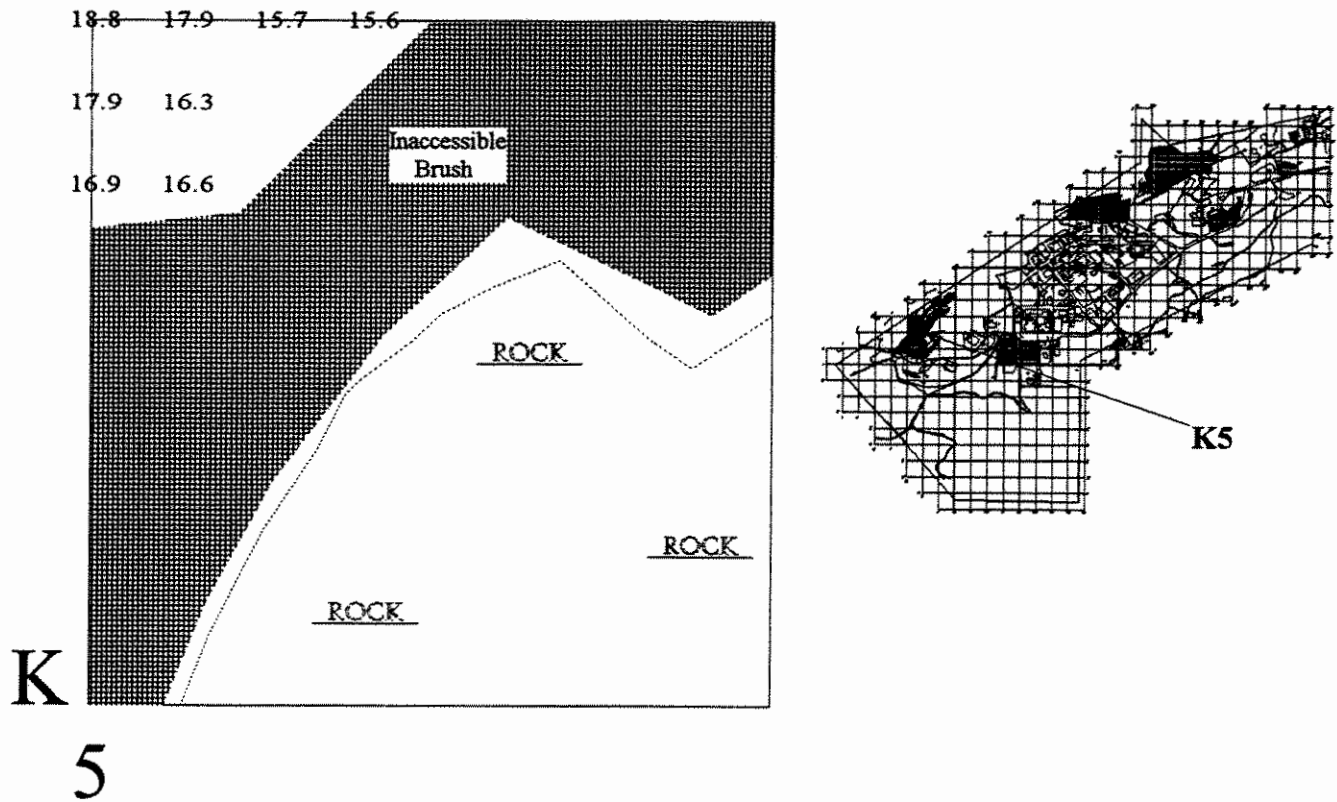 18.8 17.9 15.7 15.6
17.9 16.3
Inaccessible
Brush
16.9 16.6
ROCK
K5
ROCK
ROCK
K
5